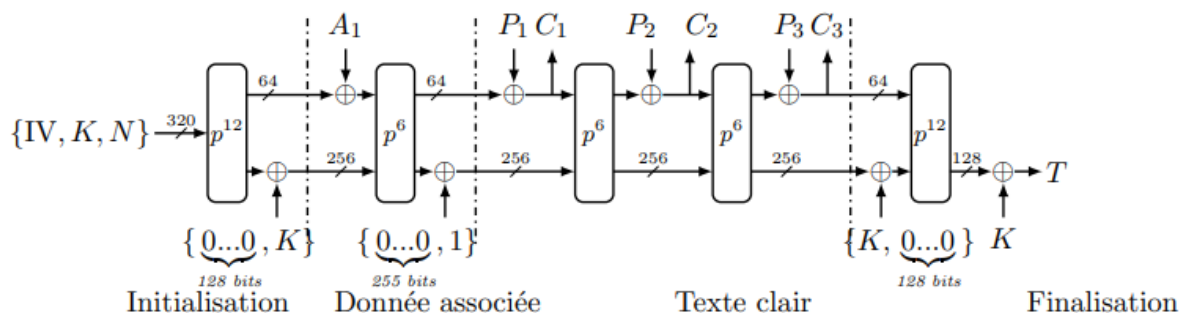 A₁ P₁ C₁ P₂ C₂ P₃ C₃
64 64 64
{IV, K, N} 320 p¹² p⁶ p⁶ p⁶ p¹²
256 256 256 256 128 T
{0...0, K} {0...0, 1} {K, 0...0} K
128 bits 255 bits 128 bits
Initialisation Donnée associée Texte clair Finalisation